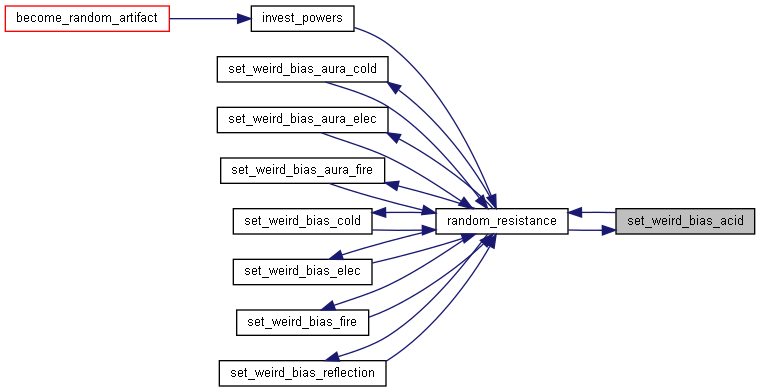 become_random_artifact
invest_powers
set_weird_bias_aura_cold
set_weird_bias_aura_elec
set_weird_bias_aura_fire
set_weird_bias_cold
random_resistance
set_weird_bias_acid
set_weird_bias_elec
set_weird_bias_fire
set_weird_bias_reflection